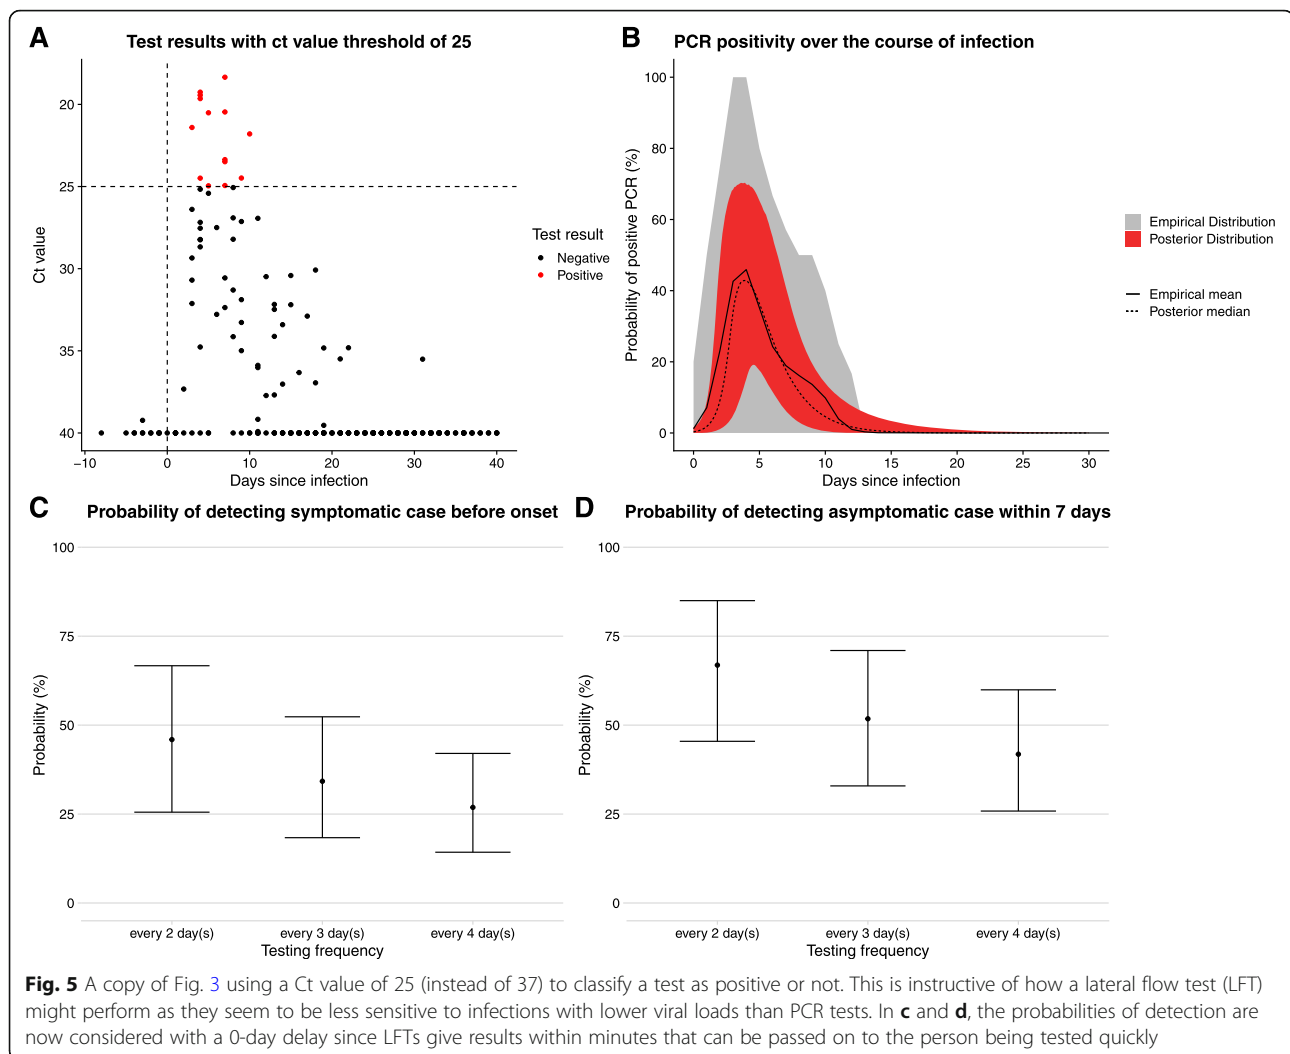 A
Test results with ct value threshold of 25
Ct value
20
25
30
35
40
−10
0
10
20
30
40
Days since infection
Test result
Negative
Positive
B
PCR positivity over the course of infection
Probability of positive PCR (%)
100
80
60
40
20
0
0
5
10
15
20
25
30
Days since infection
Empirical Distribution
Posterior Distribution
Empirical mean
Posterior median
C
Probability of detecting symptomatic case before onset
Probability (%)
100
75
50
25
0
every 2 day(s)
every 3 day(s)
every 4 day(s)
Testing frequency
D
Probability of detecting asymptomatic case within 7 days
Probability (%)
100
75
50
25
0
every 2 day(s)
every 3 day(s)
every 4 day(s)
Testing frequency
Fig. 5 A copy of Fig. 3 using a Ct value of 25 (instead of 37) to classify a test as positive or not. This is instructive of how a lateral flow test (LFT)
might perform as they seem to be less sensitive to infections with lower viral loads than PCR tests. In c and d, the probabilities of detection are
now considered with a 0-day delay since LFTs give results within minutes that can be passed on to the person being tested quickly